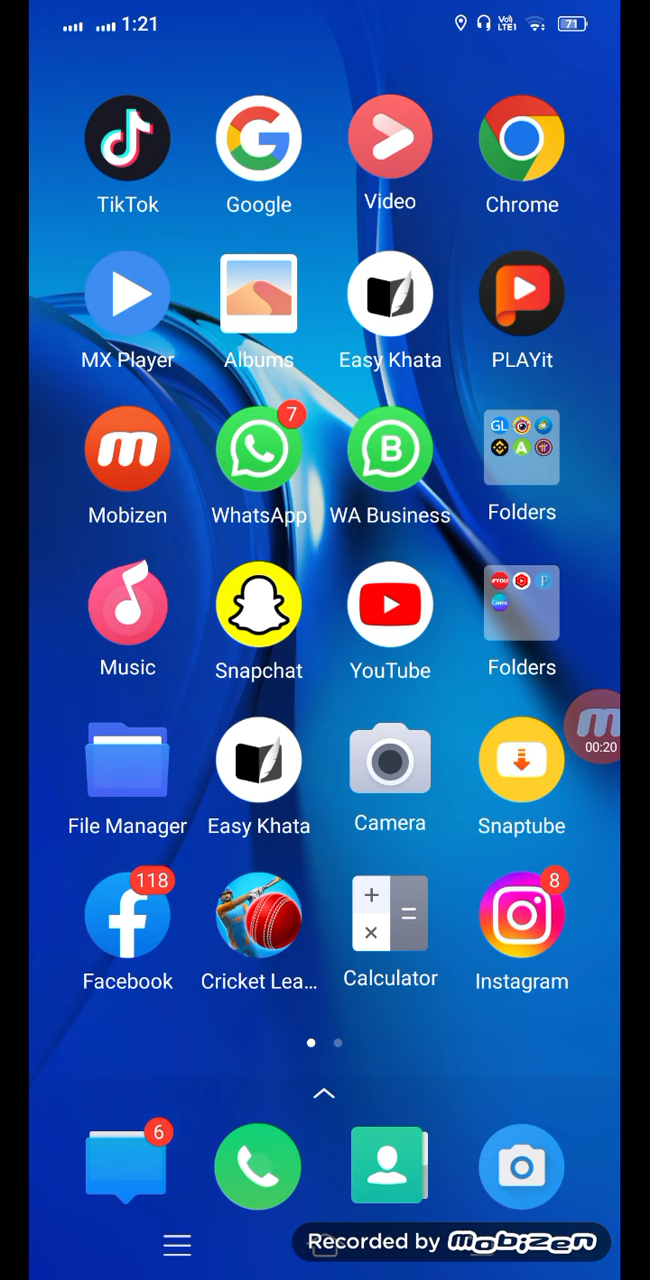 1:21
Voι) LTE1
71
TikTok
Google
Video
Chrome
MX Player
Albums
Easy Khata
PLAYit
7
Mobizen
WhatsApp
B
WA Business
GL
A
Folders
Music
Snapchat
YouTube
Folders
00:20
File Manager
Easy Khata
Camera
Snaptube
118
8
Facebook
Cricket Lea...
Calculator
Instagram
6
Recorded by mobizen